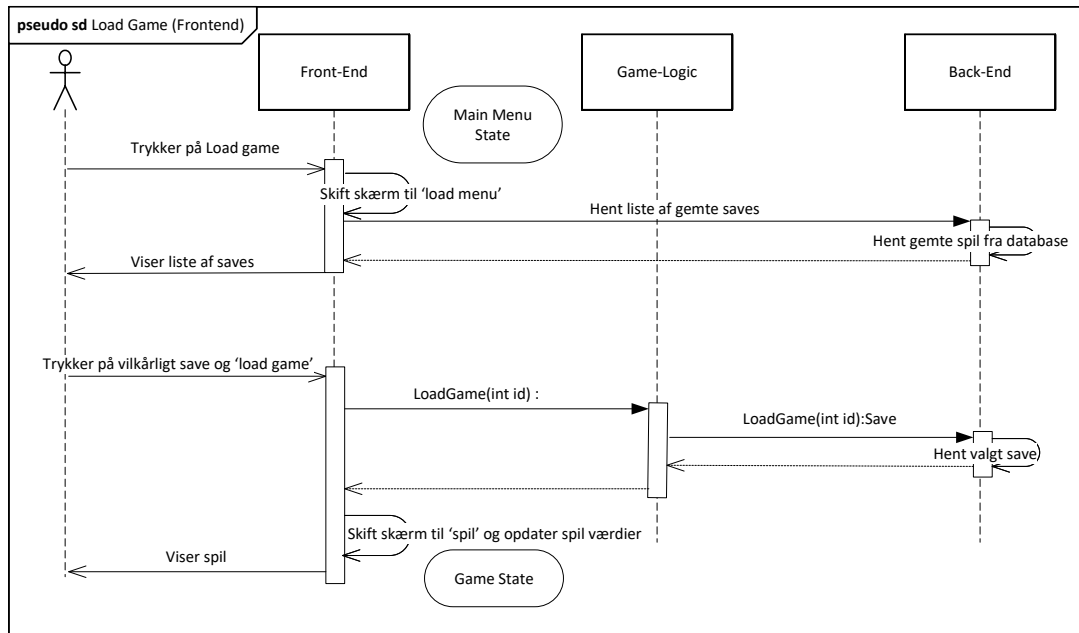 pseudo sd Load Game (Frontend)
Front-End
Game-Logic
Back-End
Main Menu
State
Trykker på Load game
Skift skærm til ‘load menu’
Hent liste af gemte saves
Hent gemte spil fra database
Viser liste af saves
Trykker på vilkårligt save og ‘load game’
LoadGame(int id) :
LoadGame(int id):Save
Hent valgt save
Skift skærm til ‘spil’ og opdater spil værdier
Viser spil
Game State